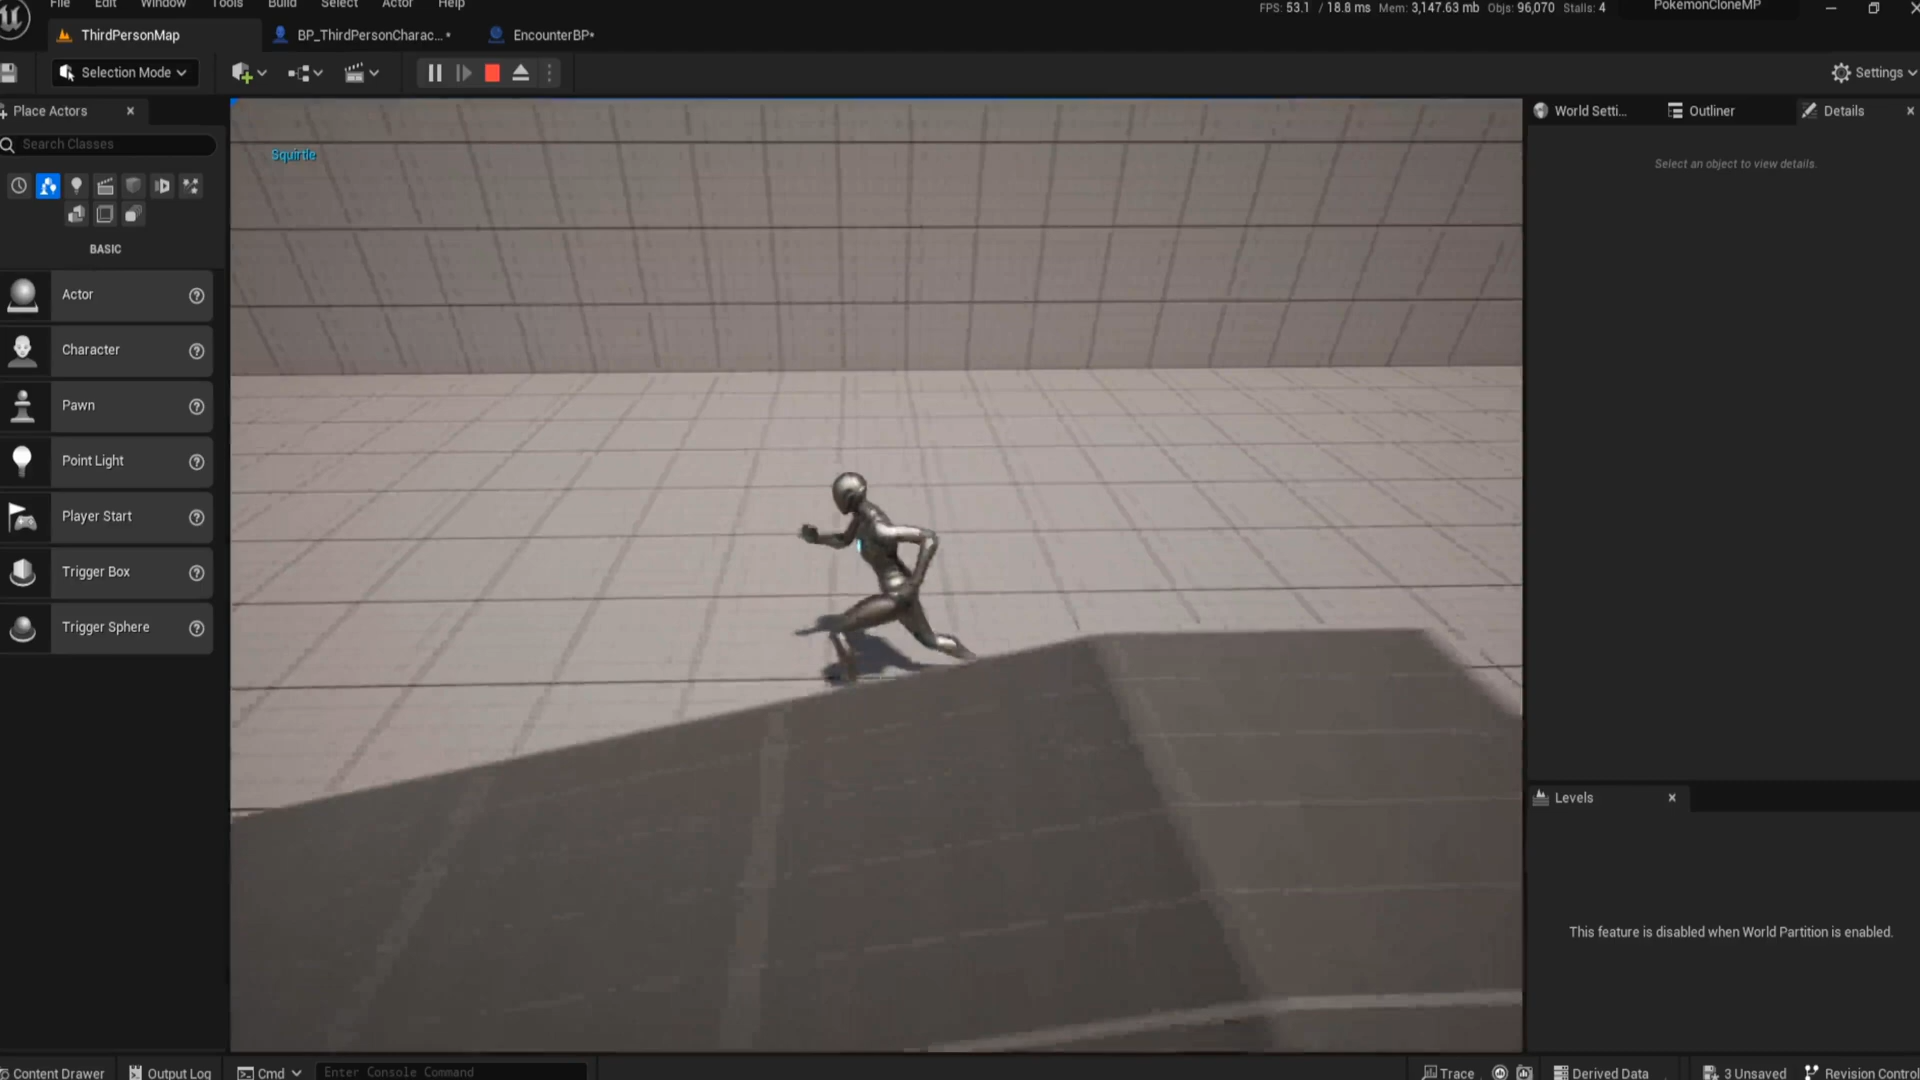 File Edit Window Tools Build Select Actor Help
FPS: 53.1 / 18.8 ms Mem: 3,147.63 mb Objs: 96,070 Stalls: 4
PokemonCloneMP
ThirdPersonMap
BP_ThirdPersonCharac...*
EncounterBP*
Selection Mode
Settings
Place Actors
World Setti...
Outliner
Details
Search Classes
Squirtle
Select an object to view details.
BASIC
Actor
Character
Pawn
Point Light
Player Start
Trigger Box
Trigger Sphere
Levels
This feature is disabled when World Partition is enabled.
Content Drawer
Output Log
Cmd
Enter Console Command
Trace
Derived Data
3 Unsaved
Revision Control